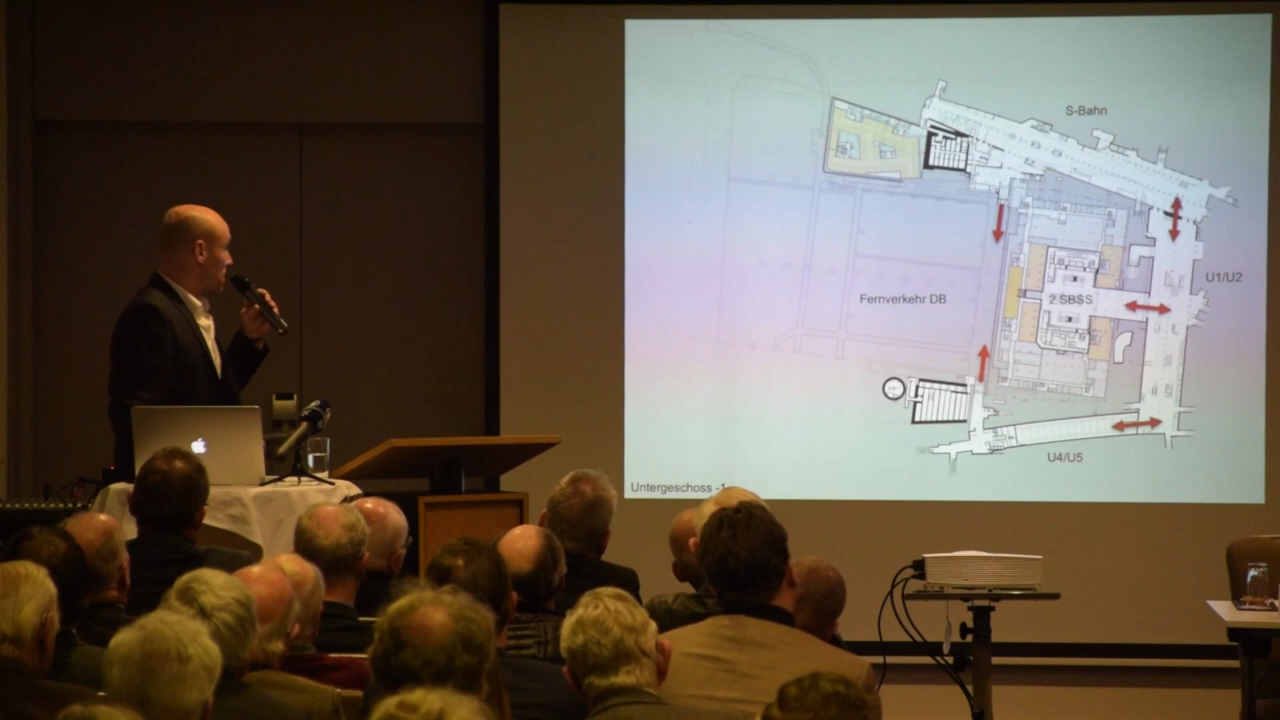 S-Bahn
U1/U2
Fernverkehr DB
2.SBSS
U4/U5
Untergeschoss -1